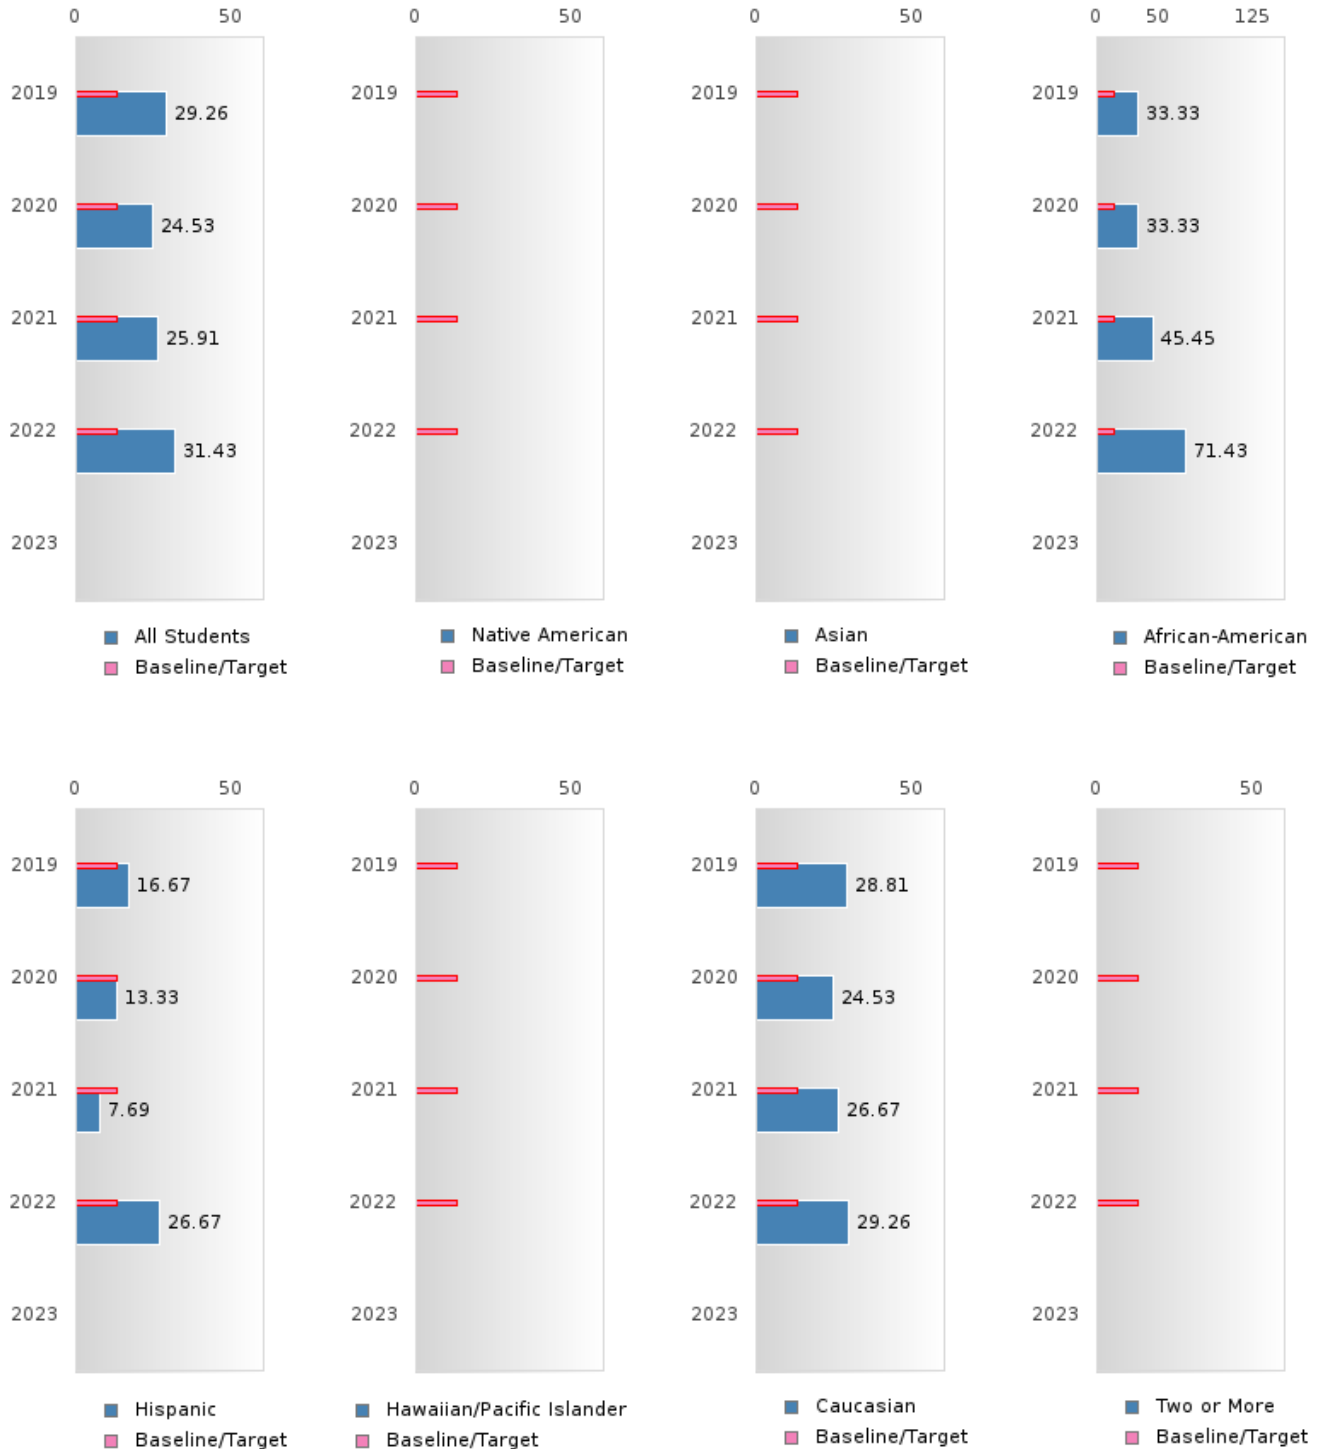 0 50 0 50 0 50 0 50 125
2019 29.26 2019 2019 2019 33.33
2020 24.53 2020 2020 2020 33.33
2021 25.91 2021 2021 2021 45.45
2022 31.43 2022 2022 2022 71.43
2023 2023 2023 2023
All Students Native American Asian African-American
Baseline/Target Baseline/Target Baseline/Target Baseline/Target
0 50 0 50 0 50 0 50
2019 16.67 2019 2019 28.81 2019
2020 13.33 2020 2020 24.53 2020
2021 7.69 2021 2021 26.67 2021
2022 26.67 2022 2022 29.26 2022
2023 2023 2023 2023
Hispanic Hawaiian/Pacific Islander Caucasian Two or More
Baseline/Target Baseline/Target Baseline/Target Baseline/Target